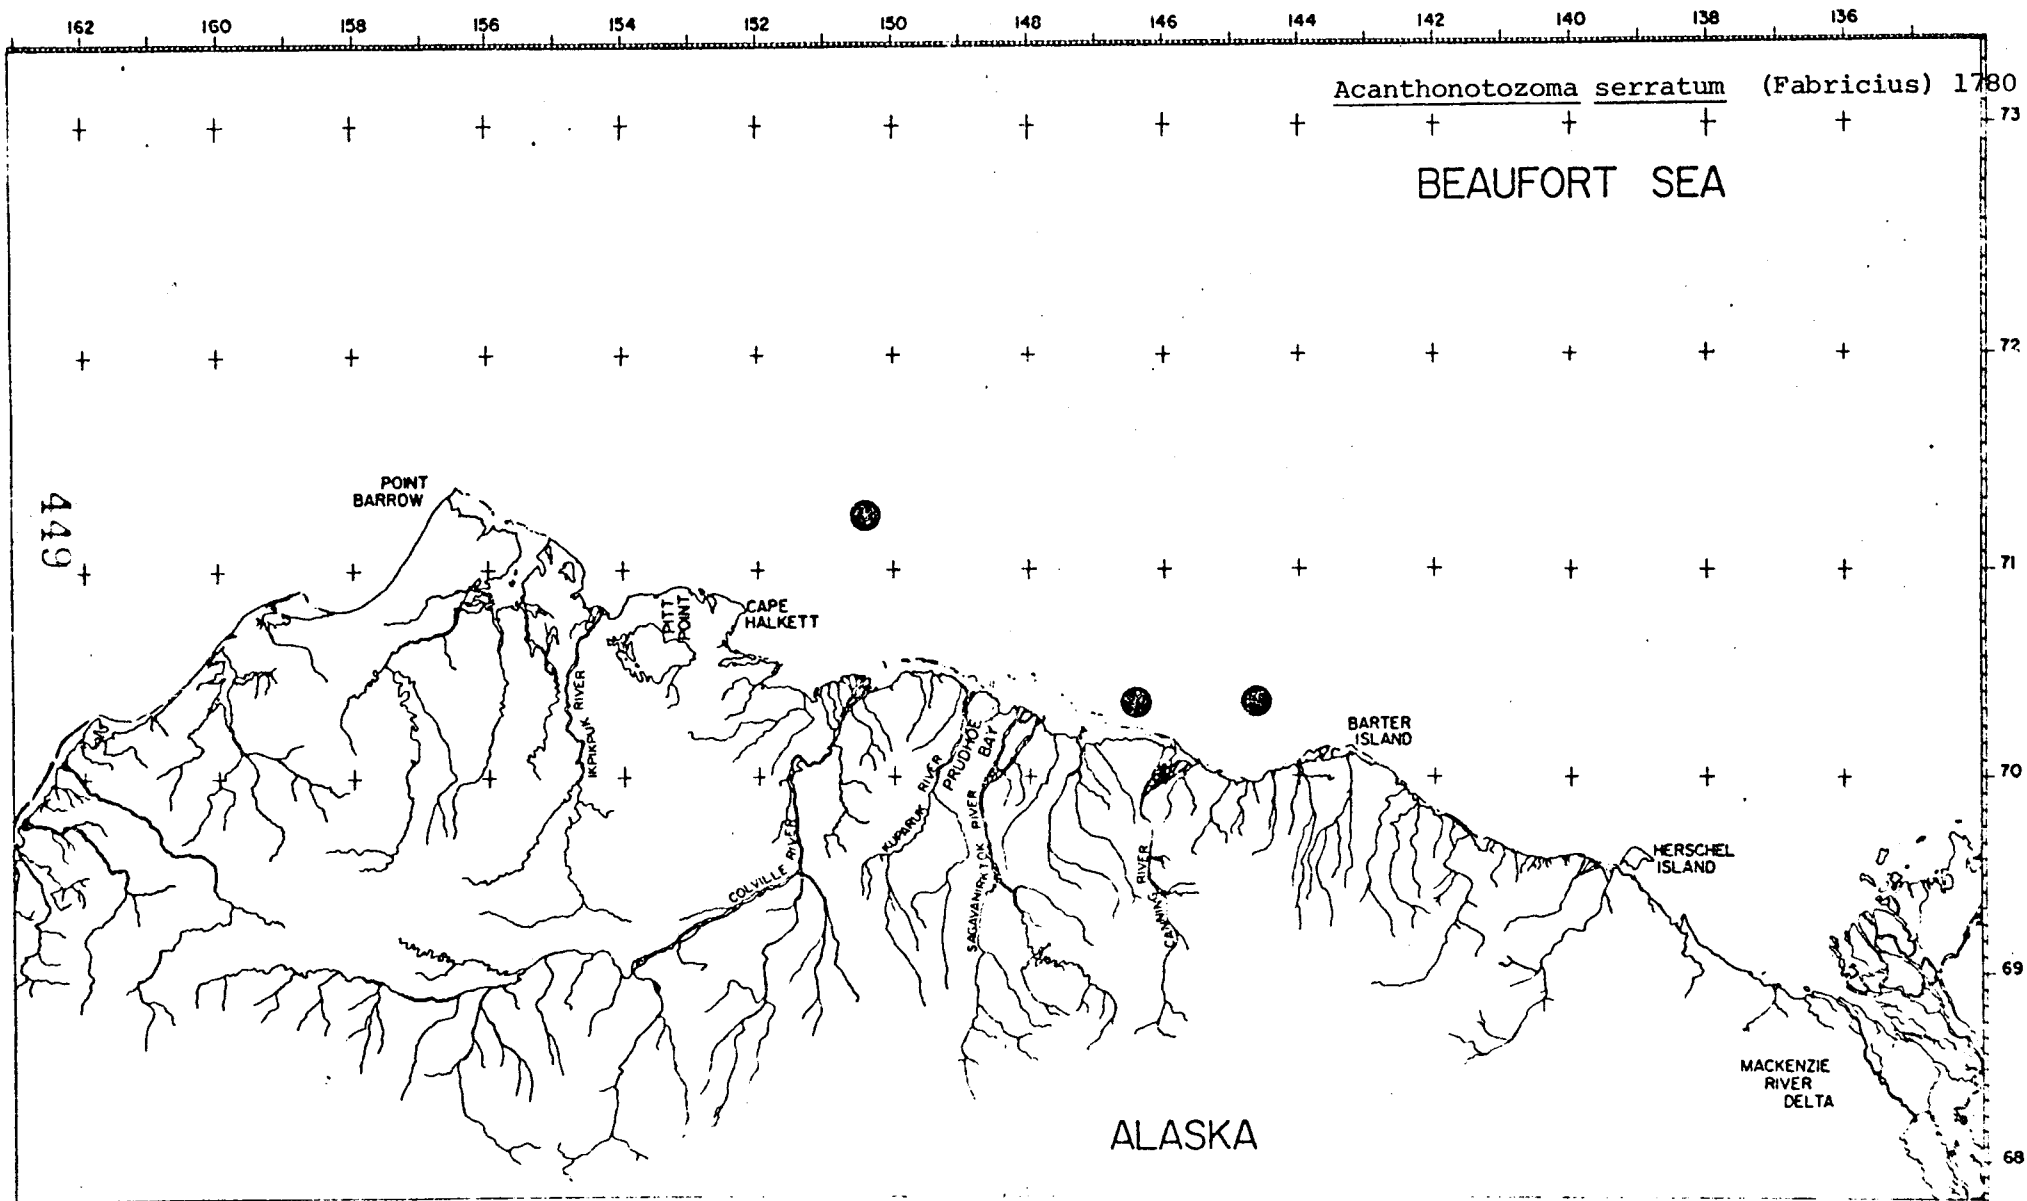 162 160 158 156 154 152 150 148 146 144 142 140 138 136
Acanthonotozoma serratum (Fabricius) 1780
73
BEAUFORT SEA
72
POINT
BARROW
449
71
PITT
POINT
CAPE
HALKETT
IKPIKPUK RIVER
BARTER
ISLAND
PRUDHOE
BAY
70
KUPARUK RIVER
COLVILLE RIVER
SAGAVANIRKTOK RIVER
CANNING RIVER
HERSCHEL
ISLAND
69
MACKENZIE
RIVER
DELTA
ALASKA
68